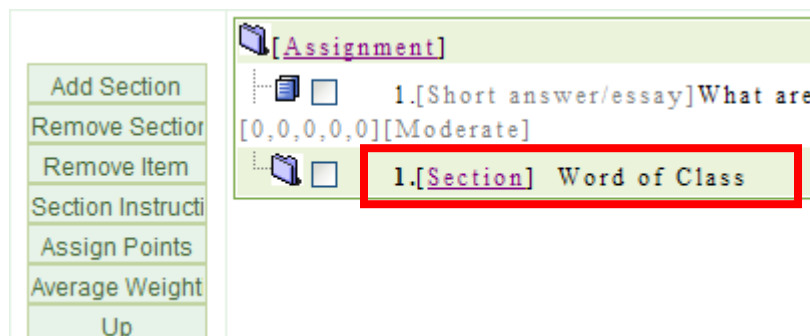 Add Section
Remove Section
Remove Item
Section Instructi
Assign Points
Average Weight
Up
[Assignment]
1.[Short answer/essay]What are
[0,0,0,0,0][Moderate]
1.[Section] Word of Class